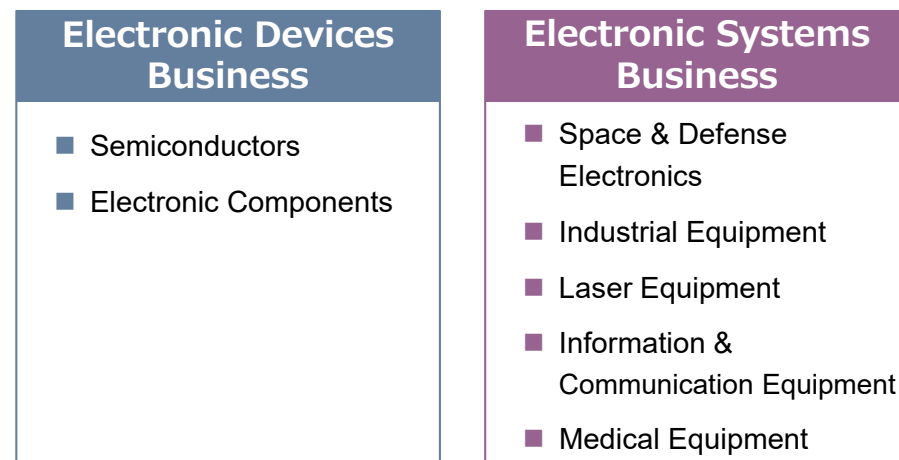 Electronic Devices
Business
Semiconductors
Electronic Components
Electronic Systems
Business
Space & Defense
Electronics
Industrial Equipment
Laser Equipment
Information &
Communication Equipment
Medical Equipment